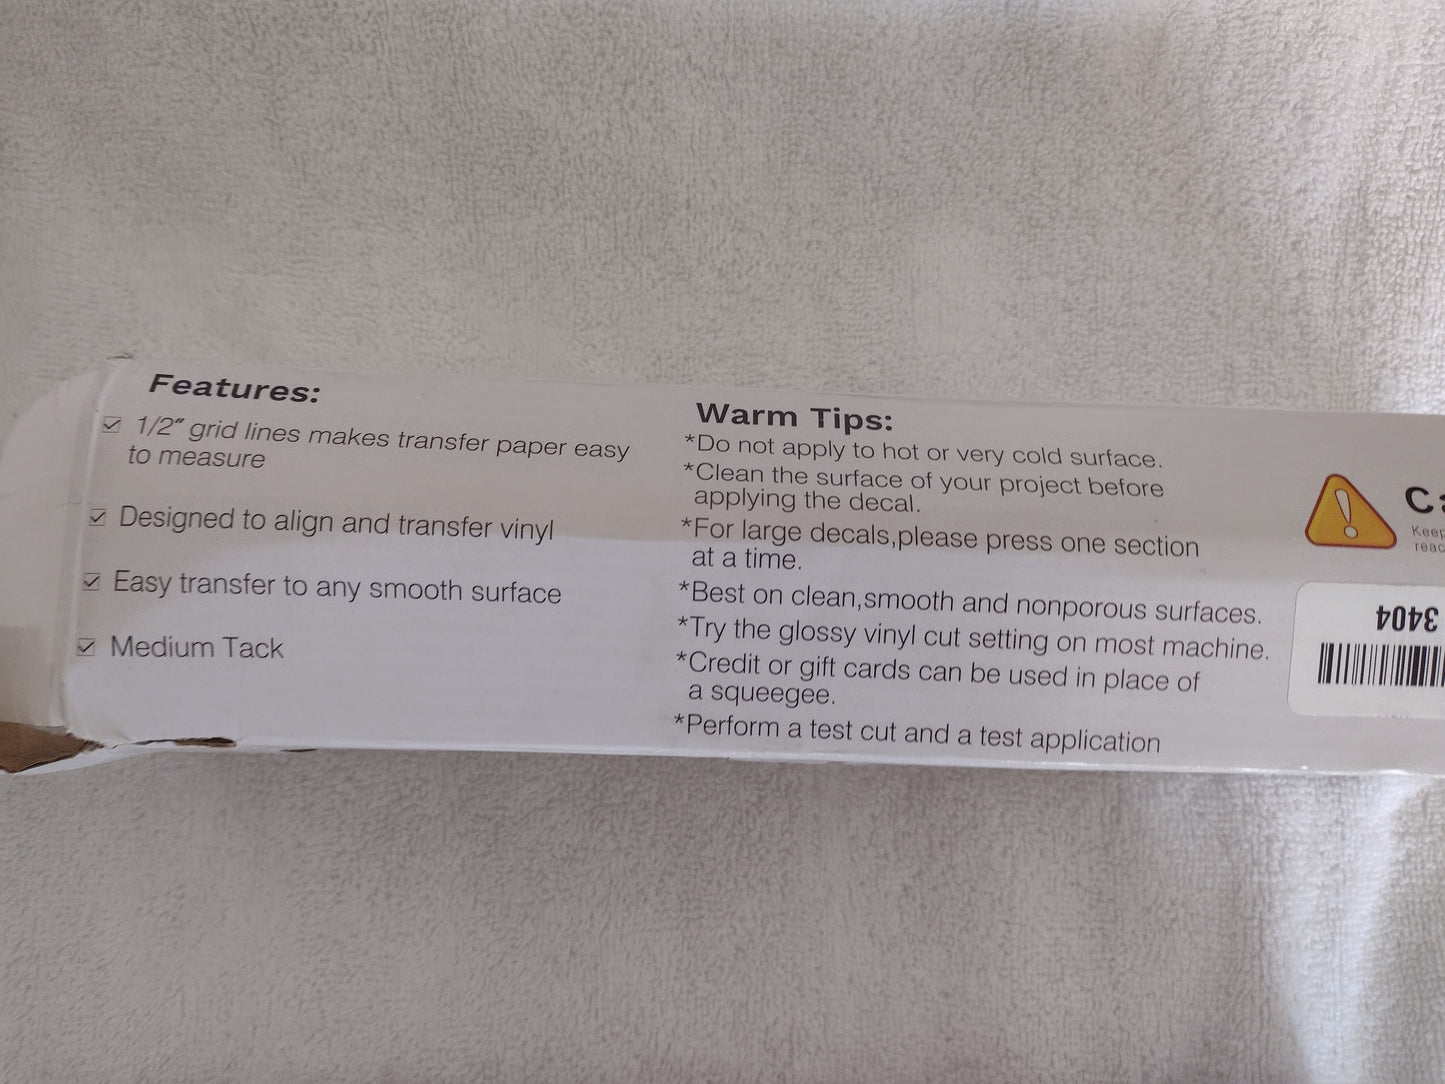 Features:
☑ 1/2" grid lines makes transfer paper easy
to measure
☑ Designed to align and transfer vinyl
☑ Easy transfer to any smooth surface
☑ Medium Tack
Warm Tips:
*Do not apply to hot or very cold surface.
*Clean the surface of your project before
applying the decal.
*For large decals,please press one section
at a time.
*Best on clean,smooth and nonporous surfaces.
*Try the glossy vinyl cut setting on most machine.
*Credit or gift cards can be used in place of
a squeegee.
*Perform a test cut and a test application
Keep
3404